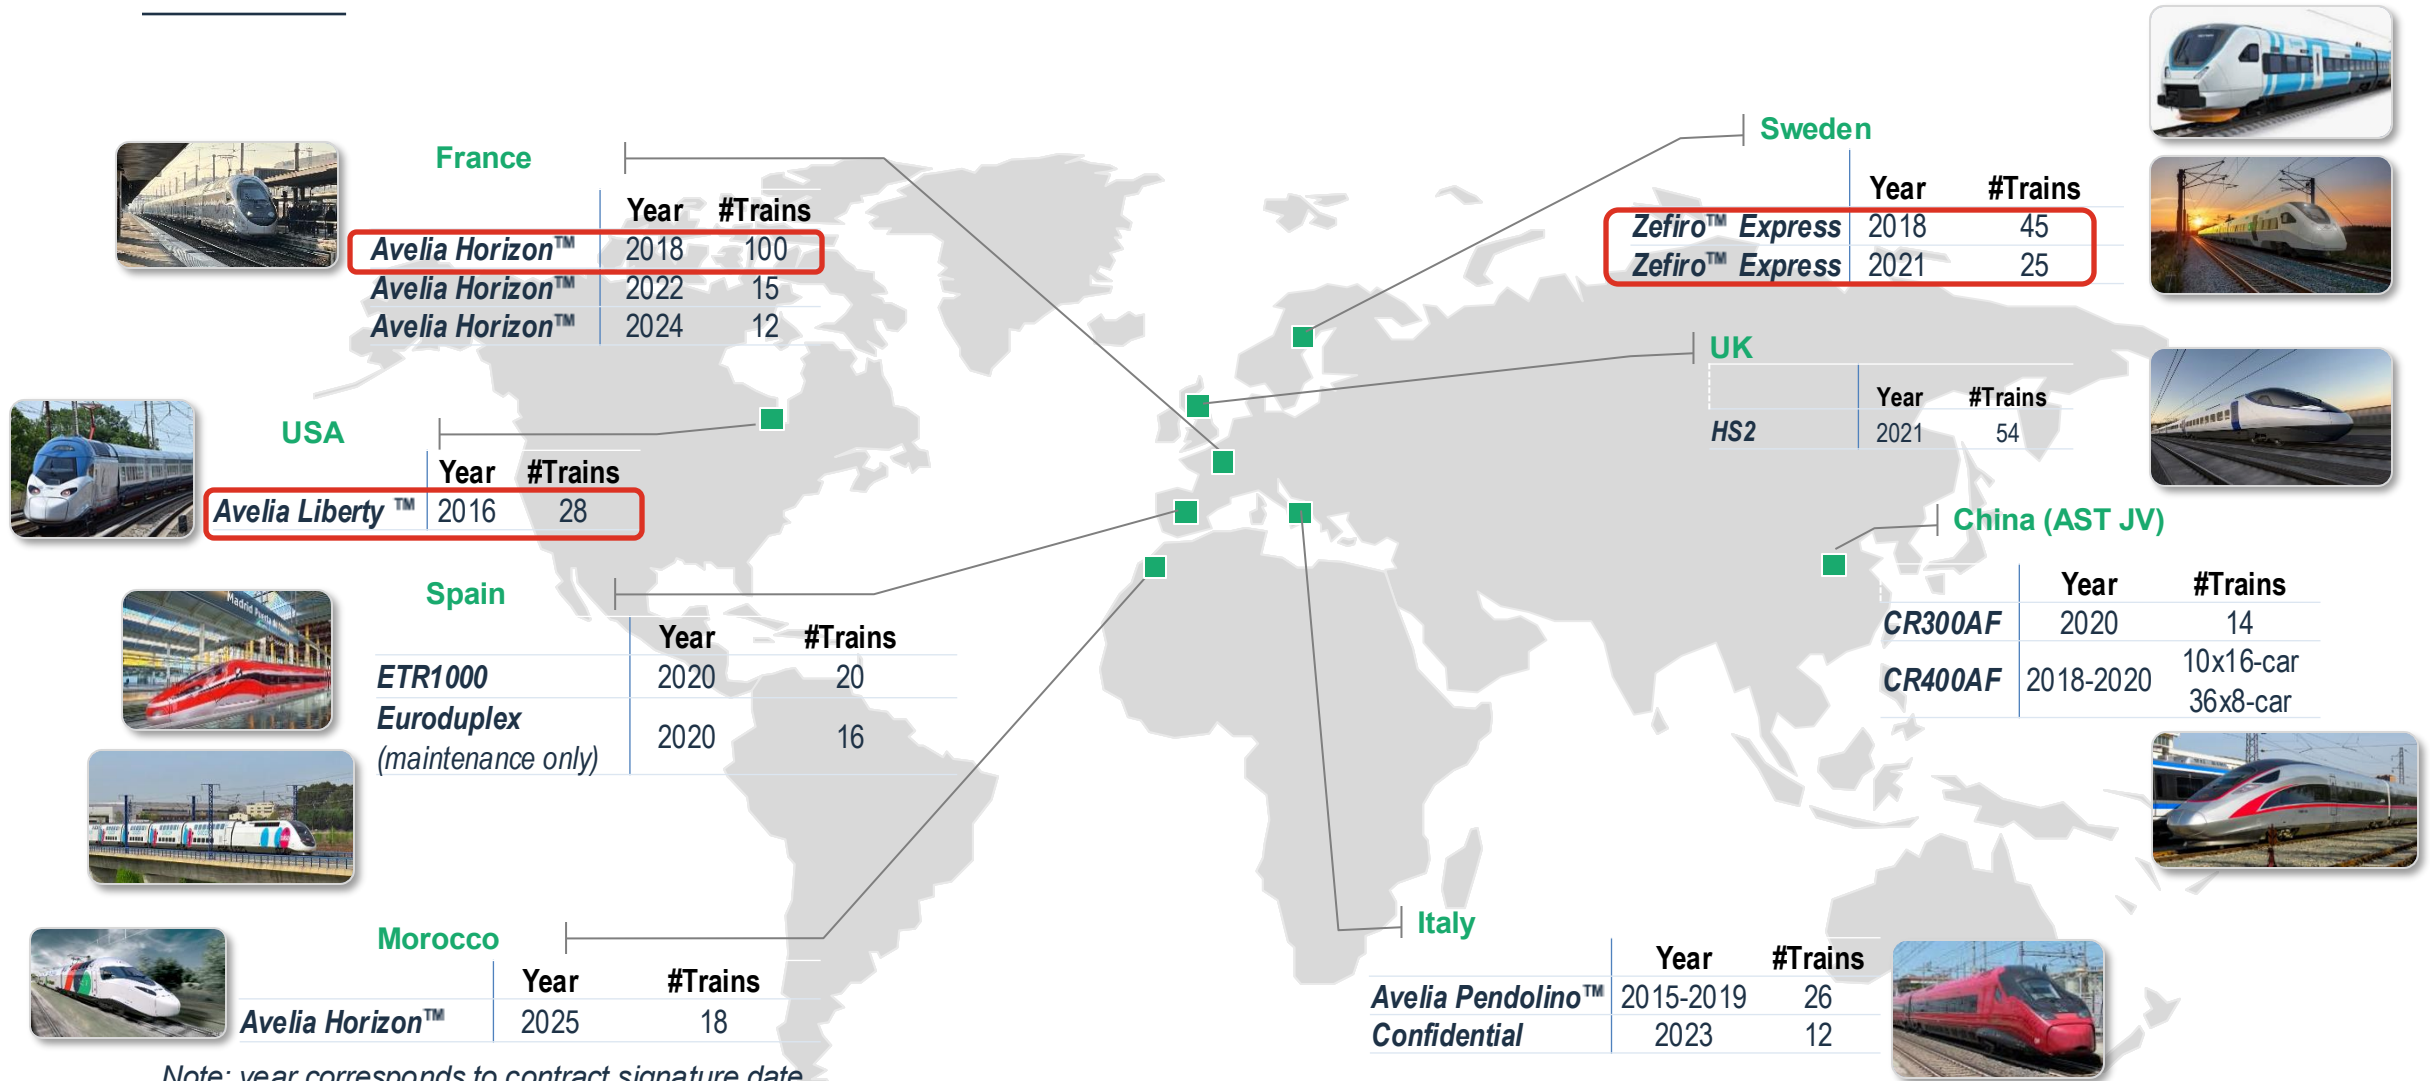 France
Year #Trains
Avelia Horizon™ 2018 100
Avelia Horizon™ 2022 15
Avelia Horizon™ 2024 12
Sweden
Year #Trains
Zefiro™ Express 2018 45
Zefiro™ Express 2021 25
UK
Year #Trains
HS2 2021 54
USA
Year #Trains
Avelia Liberty ™ 2016 28
China (AST JV)
Year #Trains
CR300AF 2020 14
CR400AF 2018-2020 10x16-car
36x8-car
Spain
Year #Trains
ETR1000 2020 20
Euroduplex
(maintenance only) 2020 16
Morocco
Year #Trains
Avelia Horizon™ 2025 18
Italy
Year #Trains
Avelia Pendolino™ 2015-2019 26
Confidential 2023 12
Note: year corresponds to contract signature date